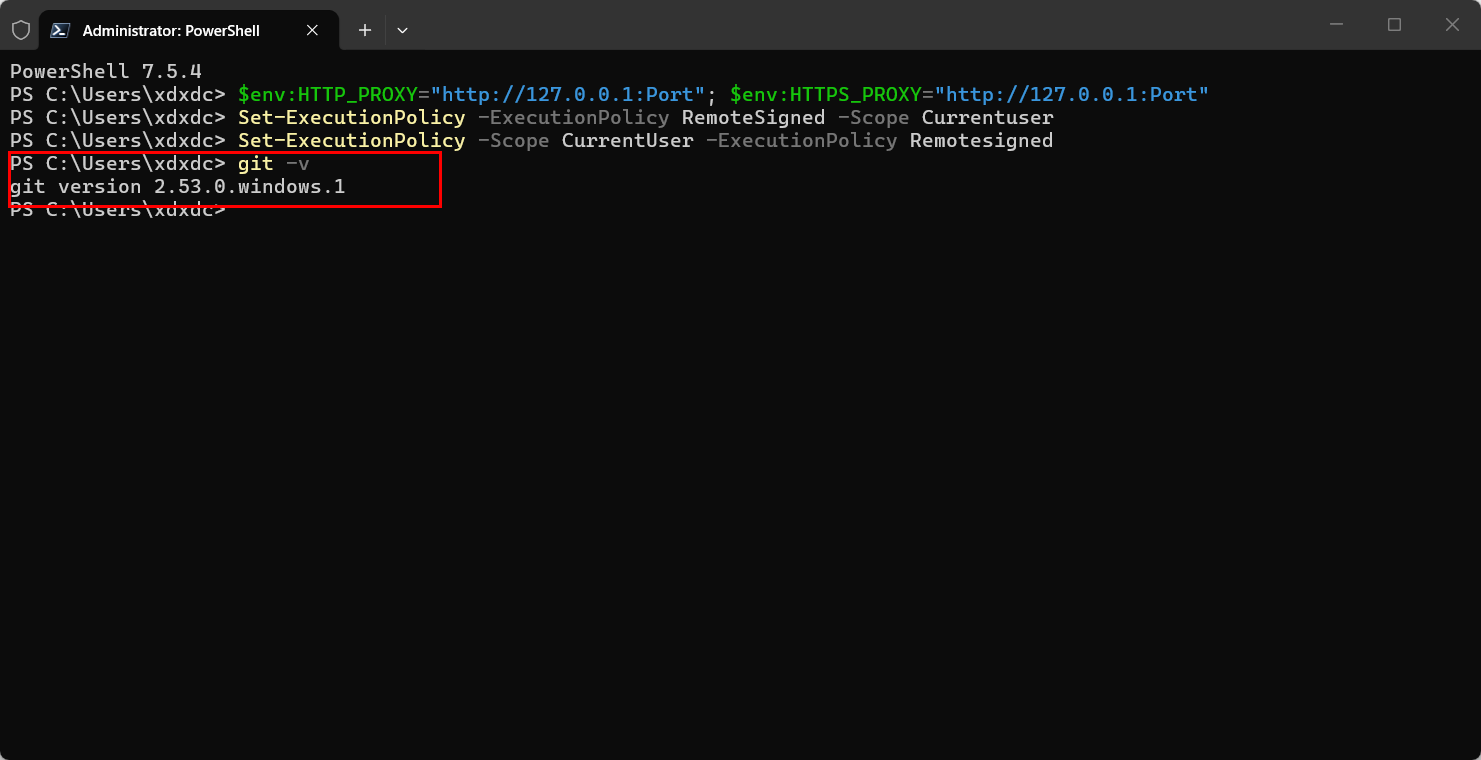 Administrator: PowerShell
PowerShell 7.5.4
PS C:\Users\xdxdc> $env:HTTP_PROXY="http://127.0.0.1:Port"; $env:HTTPS_PROXY="http://127.0.0.1:Port"
PS C:\Users\xdxdc> Set-ExecutionPolicy -ExecutionPolicy RemoteSigned -Scope Currentuser
PS C:\Users\xdxdc> Set-ExecutionPolicy -Scope CurrentUser -ExecutionPolicy Remotesigned
PS C:\Users\xdxdc> git -v
git version 2.53.0.windows.1
PS C:\Users\xdxdc>